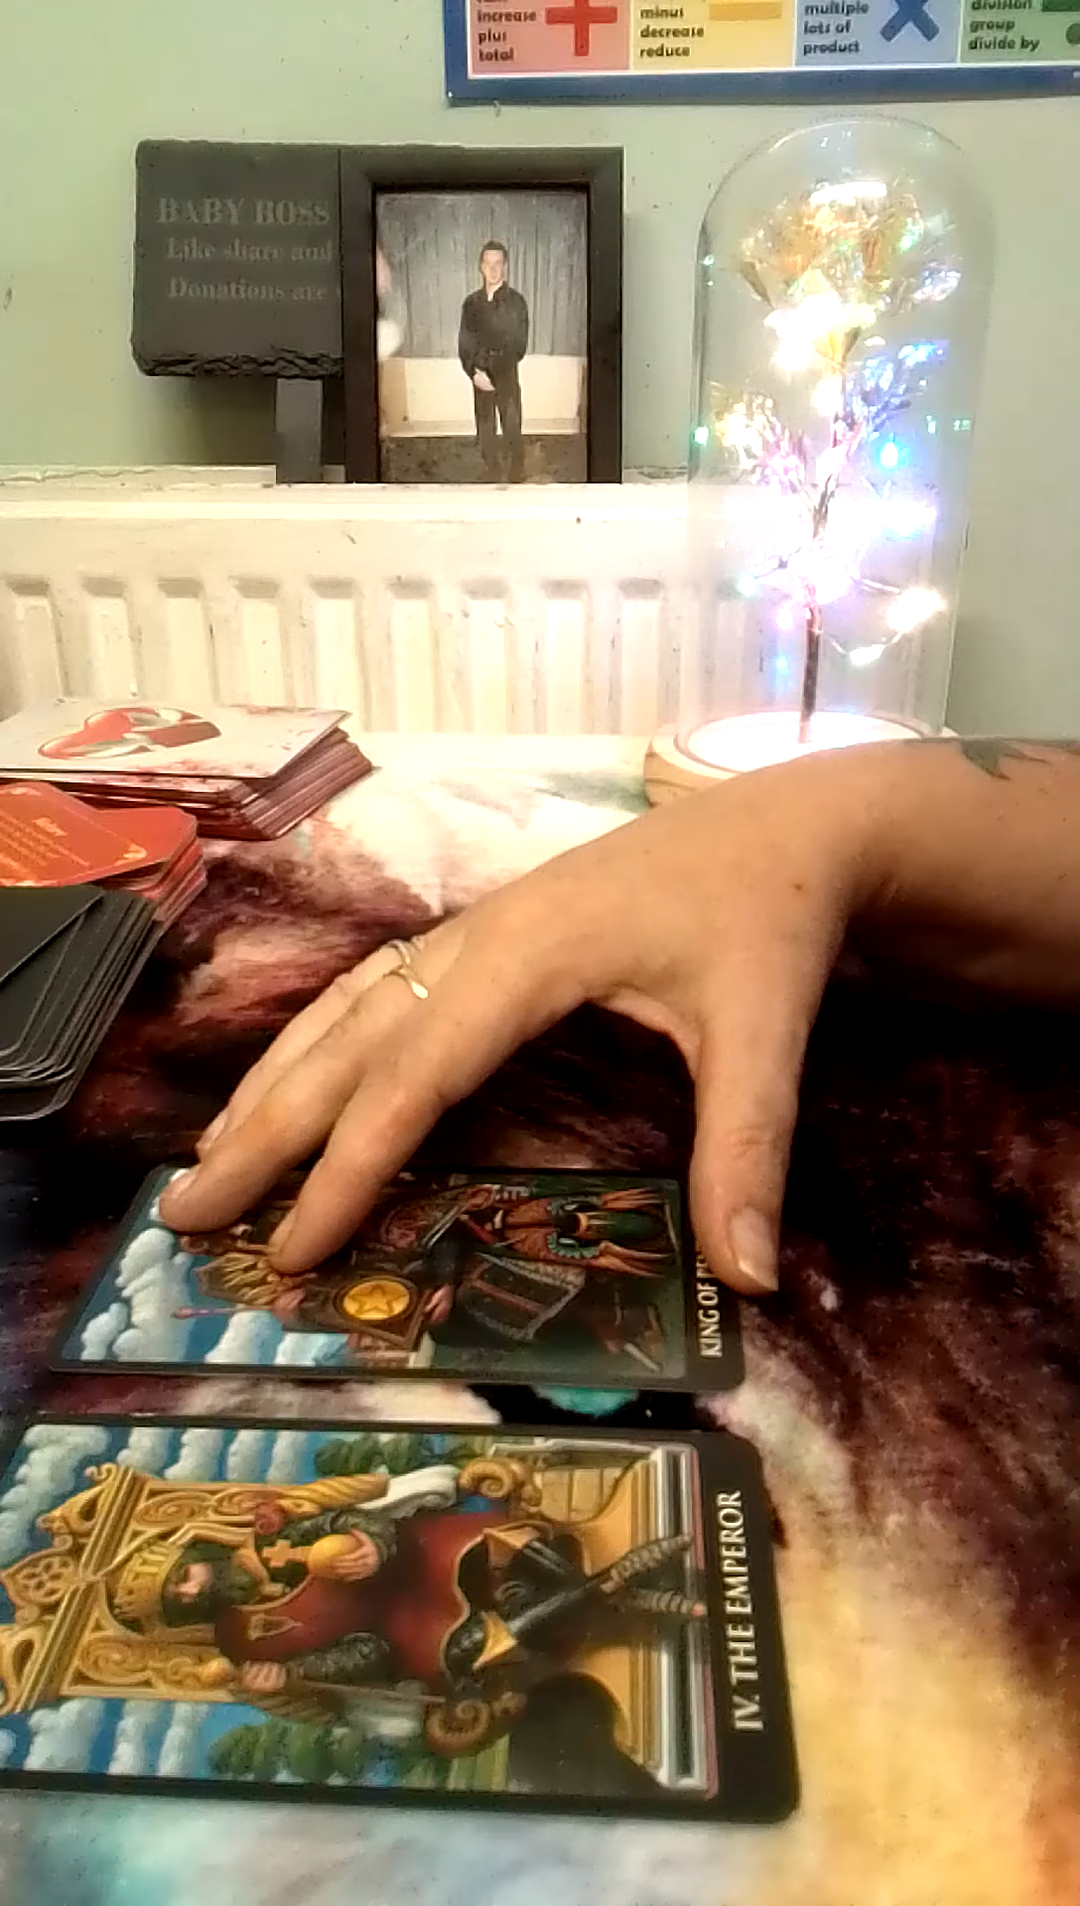 increase
plus
total
minus
decrease
reduce
multiple
lots of
product
division
group
divide by
BABY BOSS
Like share and
Donations are
KING OF
IV. THE EMPEROR